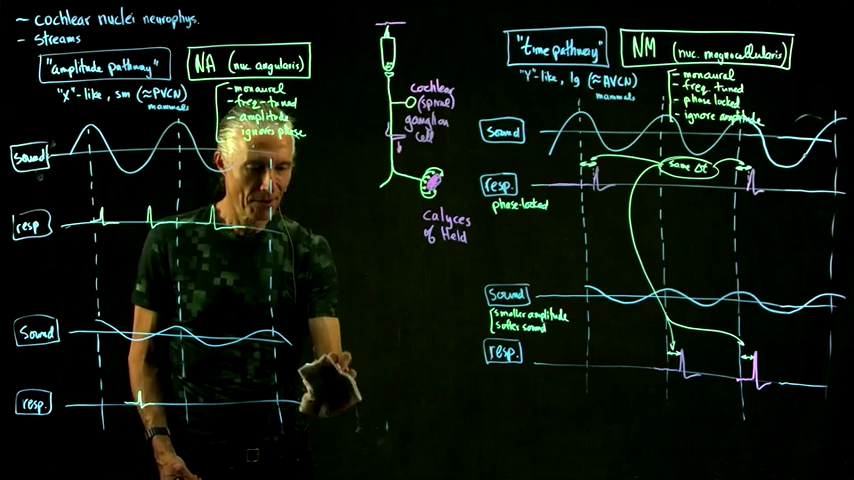 ~ cochlear nuclei neurophys.
- streams
"amplitude pathway"
NA (nuc. angularis)
"X"-like, sm (≈PVCN)
mammals
- monaural
- freq-tuned
- amplitude
- ignores phase
Sound
resp
Sound
resp.
cochlear
(spiral)
ganglion
cell
calyces
of Held
"time pathway"
NM (nuc. magnocellularis)
"Y"-like, lg (≈AVCN)
mammals
- monaural
- freq. tuned
- phase locked
- ignore amplitude
Sound
same Δt
resp.
phase-locked
Sound
smaller amplitude
softer sound
resp.